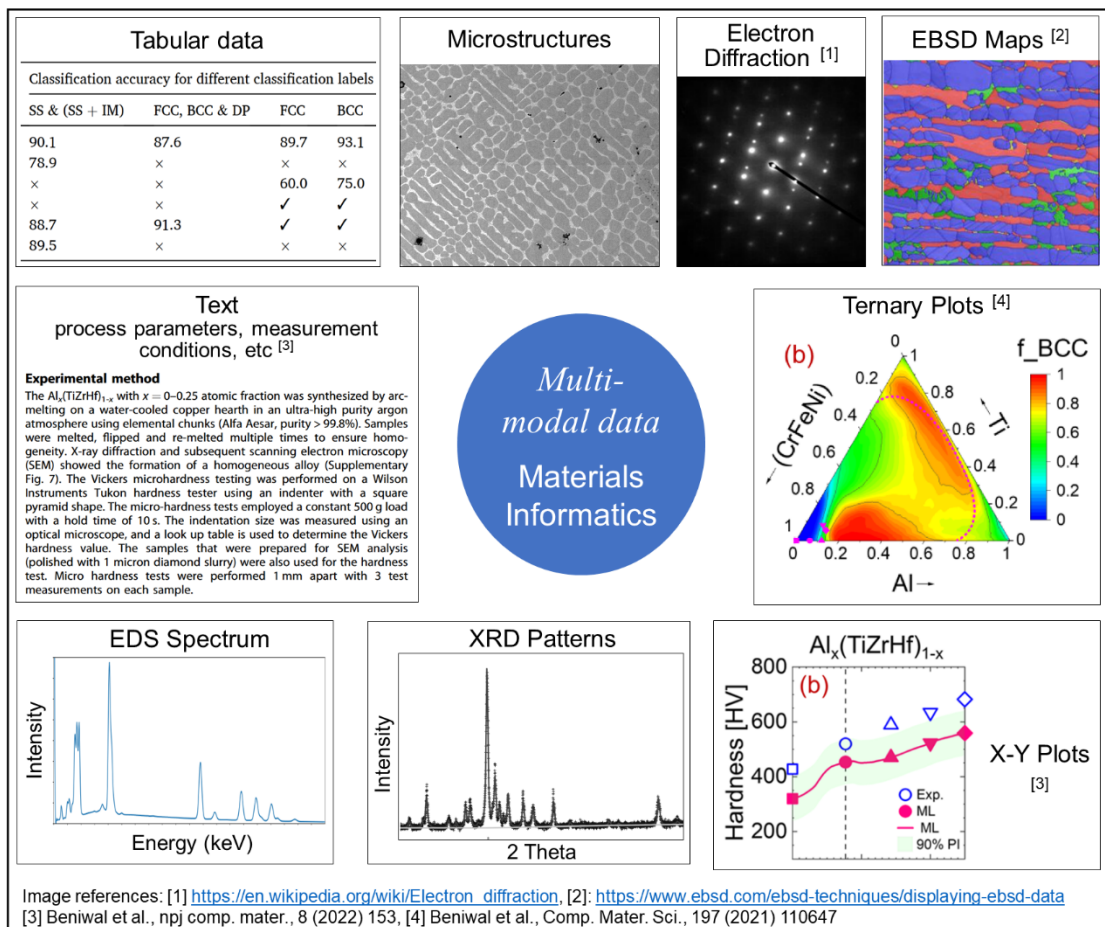 Tabular data
Classification accuracy for different classification labels
SS & (SS + IM) FCC, BCC & DP FCC BCC
90.1 87.6 89.7 93.1
78.9 × × ×
× × 60.0 75.0
× × ✓ ✓
88.7 91.3 ✓ ✓
89.5 × × ×
Microstructures
Electron
Diffraction [1]
EBSD Maps [2]
Text
process parameters, measurement
conditions, etc [3]
Experimental method
The Alₓ(TiZrHf)₁₋ₓ with x = 0–0.25 atomic fraction was synthesized by arc-
melting on a water-cooled copper hearth in an ultra-high purity argon
atmosphere using elemental chunks (Alfa Aesar, purity > 99.8%). Samples
were melted, flipped and re-melted multiple times to ensure homo-
geneity. X-ray diffraction and subsequent scanning electron microscopy
(SEM) showed the formation of a homogeneous alloy (Supplementary
Fig. 7). The Vickers microhardness testing was performed on a Wilson
Instruments Tukon hardness tester using an indenter with a square
pyramid shape. The micro-hardness tests employed a constant 500 g load
with a hold time of 10 s. The indentation size was measured using an
optical microscope, and a look up table is used to determine the Vickers
hardness value. The samples that were prepared for SEM analysis
(polished with 1 micron diamond slurry) were also used for the hardness
test. Micro hardness tests were performed 1 mm apart with 3 test
measurements on each sample.
Multi-
modal data
Materials
Informatics
Ternary Plots [4]
(b)
f_BCC
1.0
0.8
0.6
0.4
0.2
0.0
0
1
0.2
0.8
0.4
0.6
0.6
0.4
0.8
0.2
1
0
0
0.2 0.4 0.6 0.8 1
←(CrFeNi)
←Ti
Al→
EDS Spectrum
Intensity
Energy (keV)
XRD Patterns
Intensity
2 Theta
Alₓ(TiZrHf)₁₋ₓ
(b)
800
600
400
200
Hardness [HV]
Exp.
ML
ML
90% PI
X-Y Plots
[3]
Image references: [1] https://en.wikipedia.org/wiki/Electron_diffraction, [2]: https://www.ebsd.com/ebsd-techniques/displaying-ebsd-data
[3] Beniwal et al., npj comp. mater., 8 (2022) 153, [4] Beniwal et al., Comp. Mater. Sci., 197 (2021) 110647